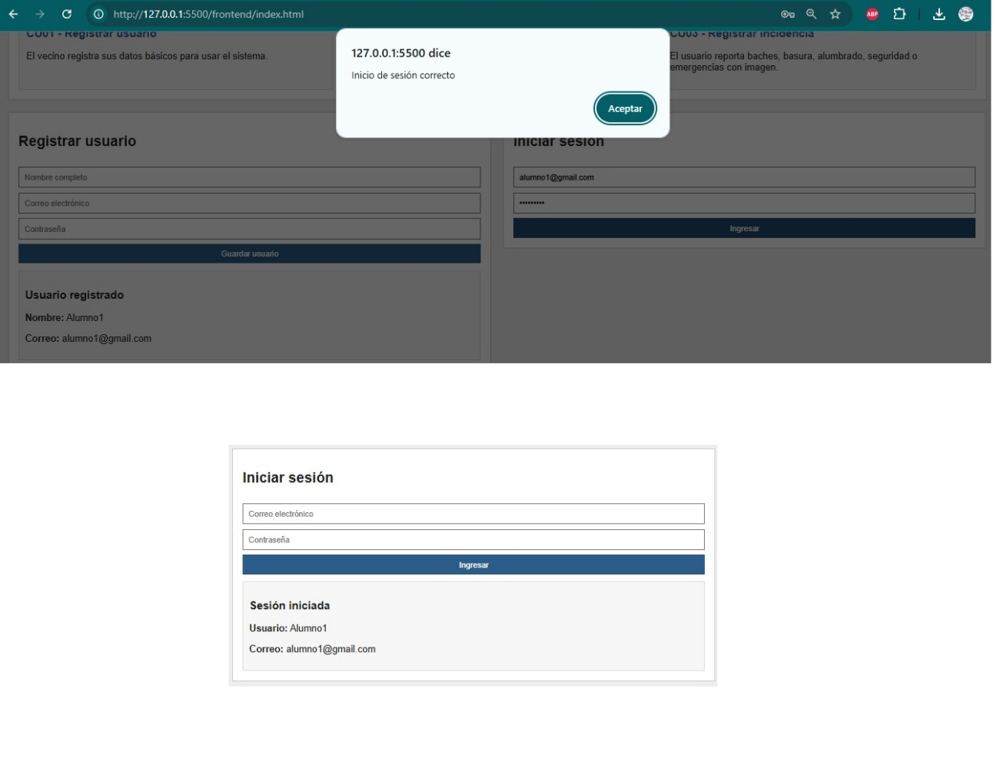 http://127.0.0.1:5500/frontend/index.html
ABP
CU01 - Registrar usuario
El vecino registra sus datos básicos para usar el sistema.
CU03 - Registrar incidencia
El usuario reporta baches, basura, alumbrado, seguridad o
emergencias con imagen.
127.0.0.1:5500 dice
Inicio de sesión correcto
Aceptar
Registrar usuario
Nombre completo
Correo electrónico
Contraseña
Guardar usuario
Usuario registrado
Nombre: Alumno1
Correo: alumno1@gmail.com
Iniciar sesión
alumno1@gmail.com
•••••••••
Ingresar
Iniciar sesión
Correo electrónico
Contraseña
Ingresar
Sesión iniciada
Usuario: Alumno1
Correo: alumno1@gmail.com